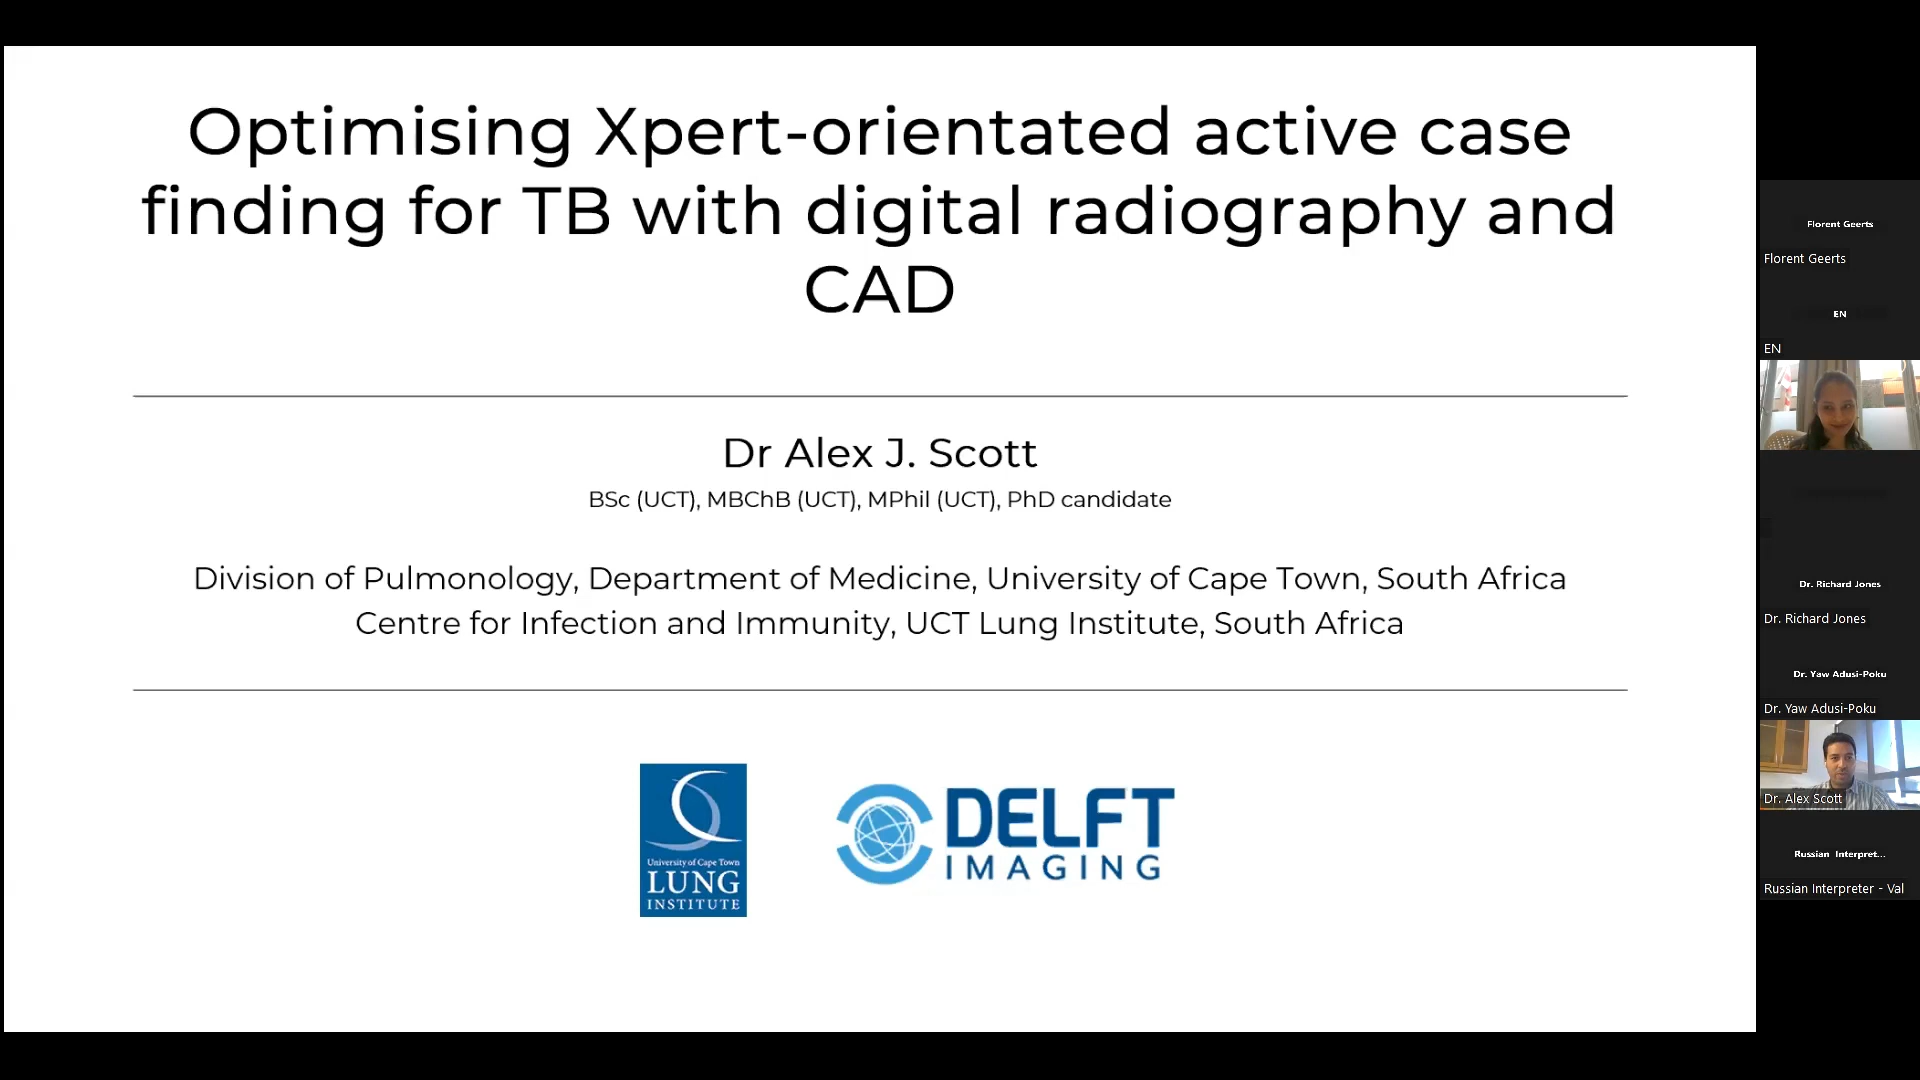 Optimising Xpert-orientated active case
finding for TB with digital radiography and
CAD
Dr Alex J. Scott
BSc (UCT), MBChB (UCT), MPhil (UCT), PhD candidate
Division of Pulmonology, Department of Medicine, University of Cape Town, South Africa
Centre for Infection and Immunity, UCT Lung Institute, South Africa
University of Cape Town
LUNG
INSTITUTE
DELFT
IMAGING
Florent Geerts
Florent Geerts
EN
EN
Dr. Richard Jones
Dr. Richard Jones
Dr. Yaw Adusi-Poku
Dr. Yaw Adusi-Poku
Dr. Alex Scott
Russian Interpret...
Russian Interpreter - Val